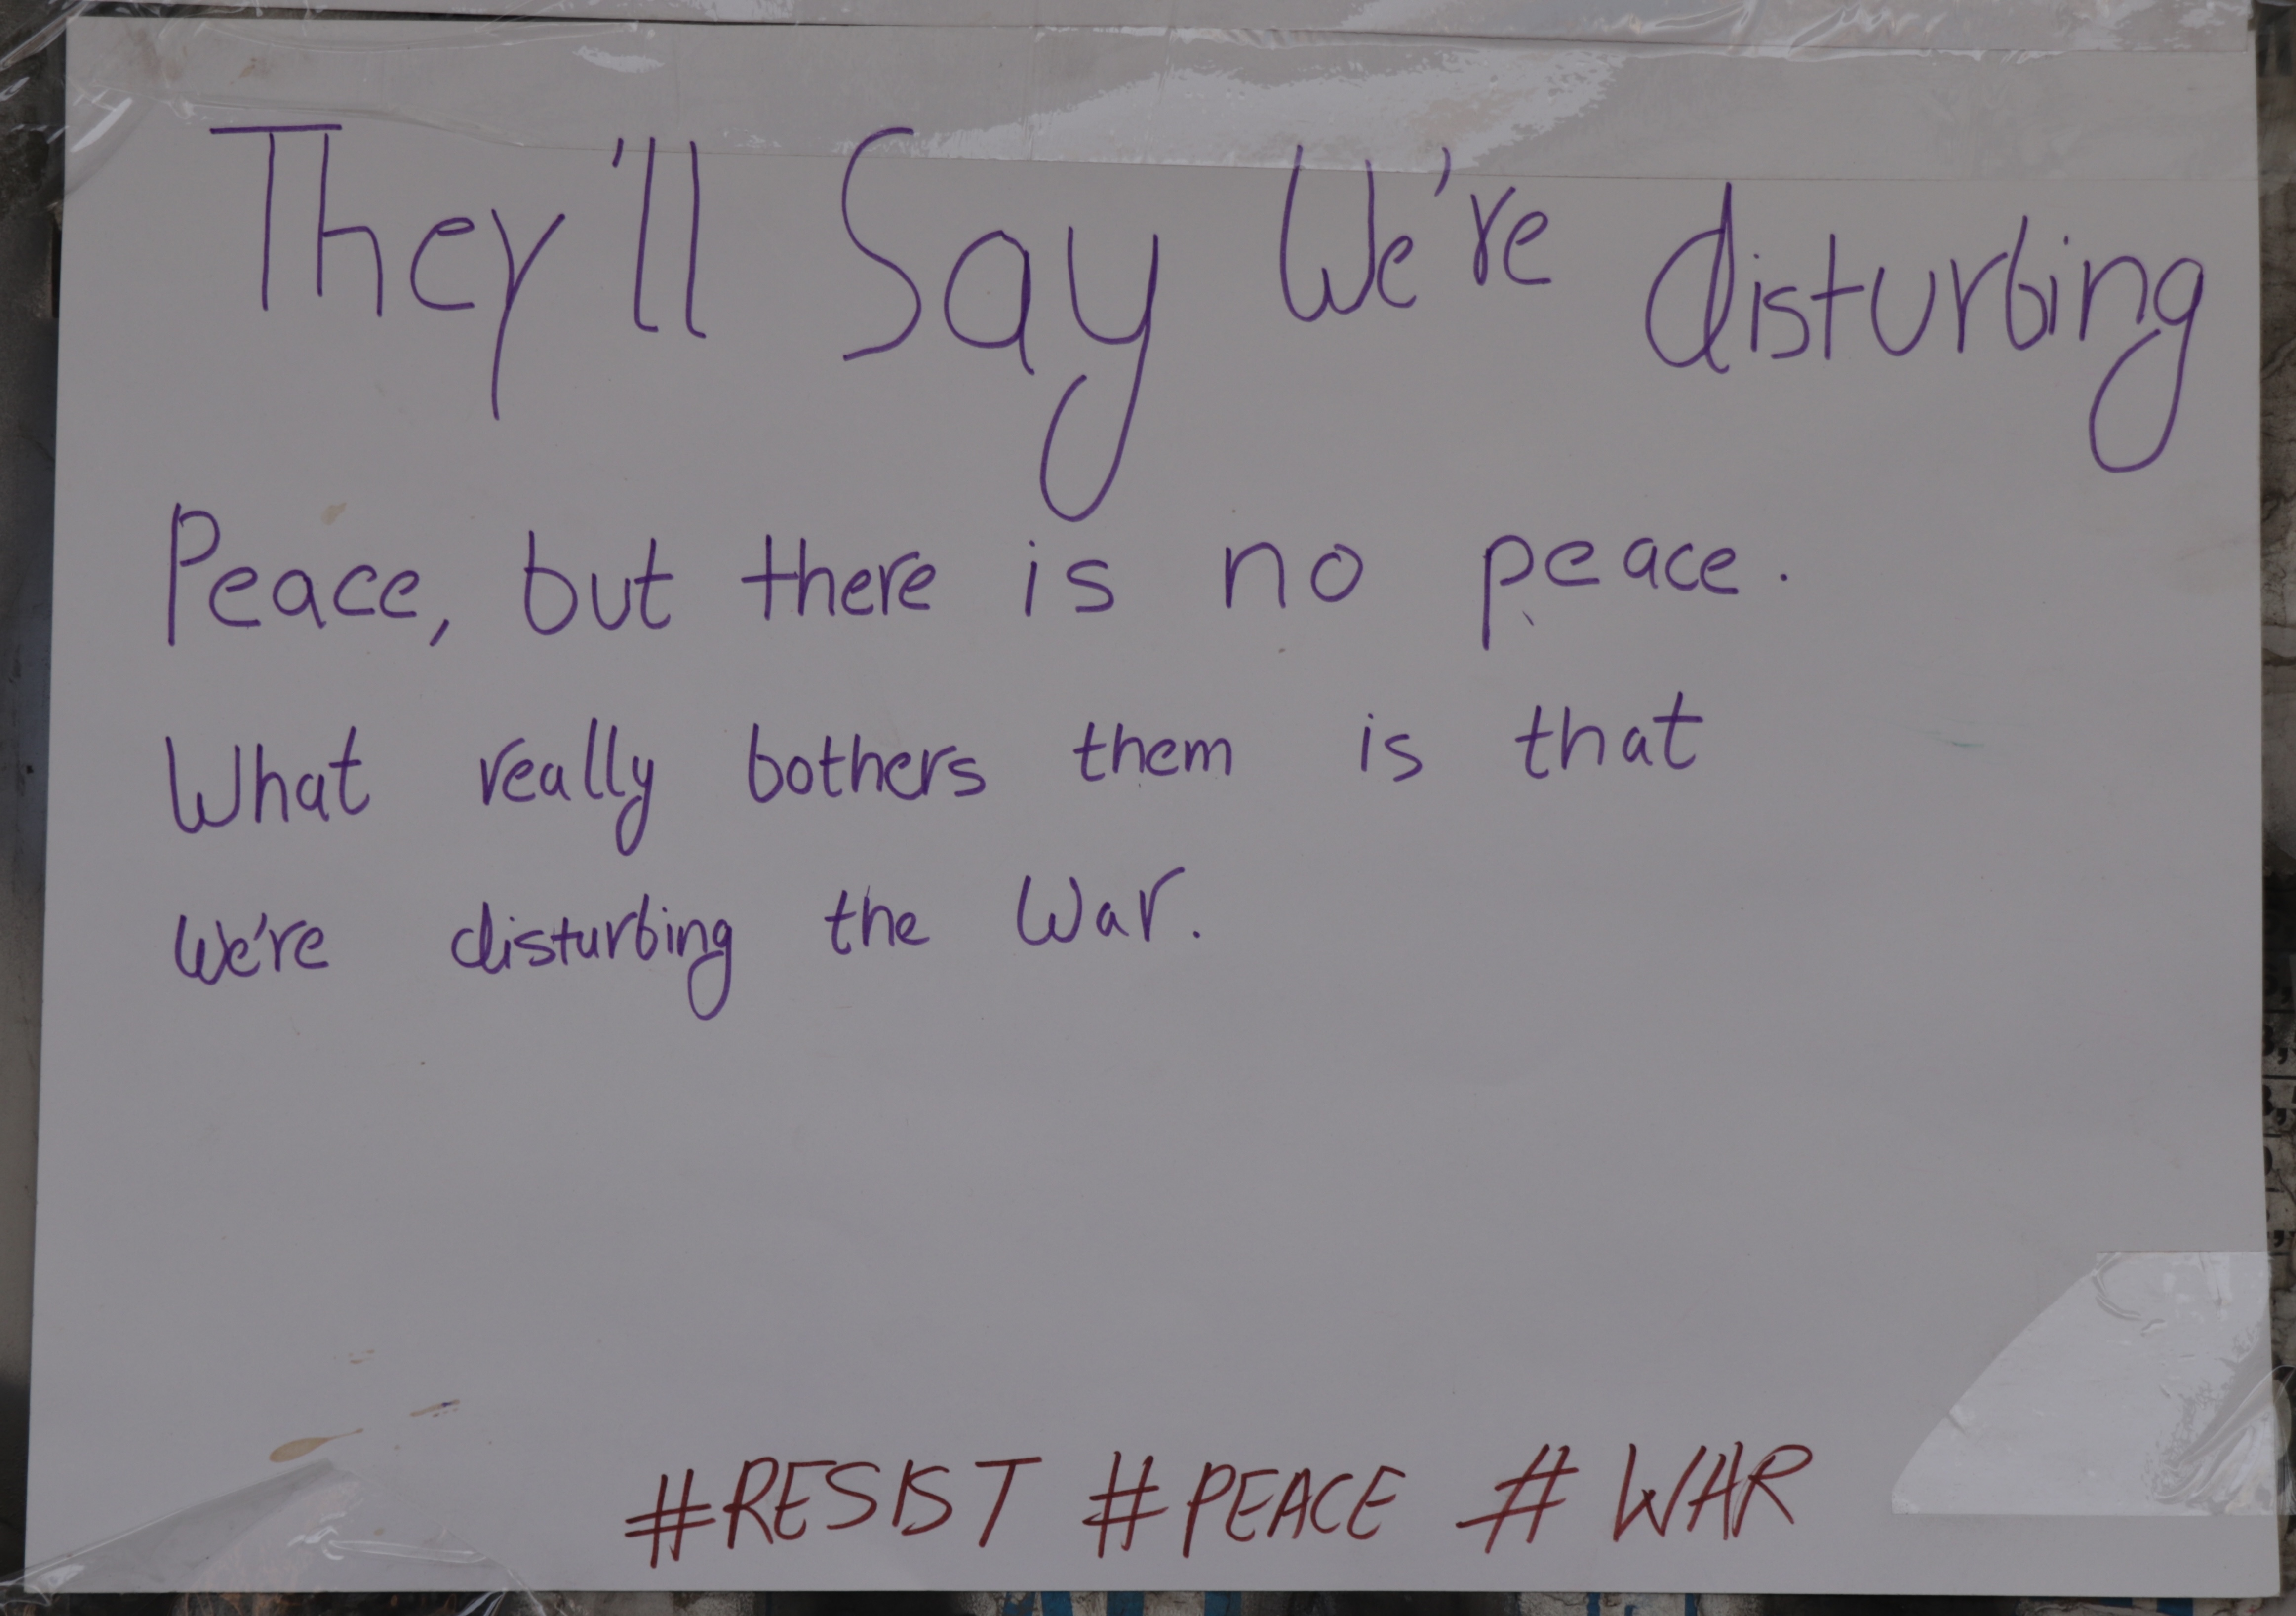 They'll Say We're disturbing
Peace, but there is no peace.
What really bothers them is that
We're disturbing the War.
#RESIST #PEACE # WAR